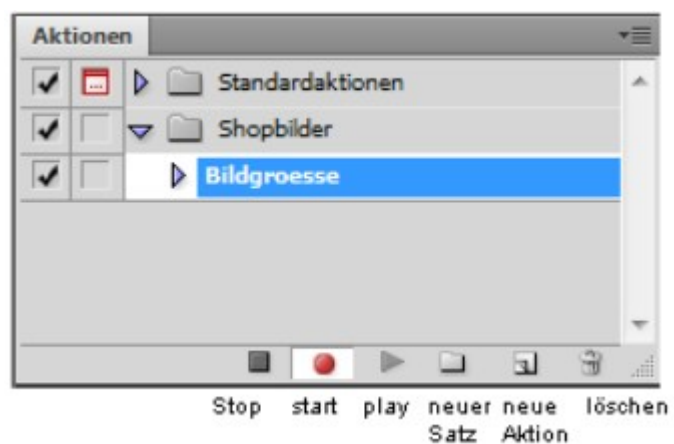 Aktionen
Standardaktionen
Shopbilder
Bildgroesse
Stop start play neuer neue löschen
Satz Aktion